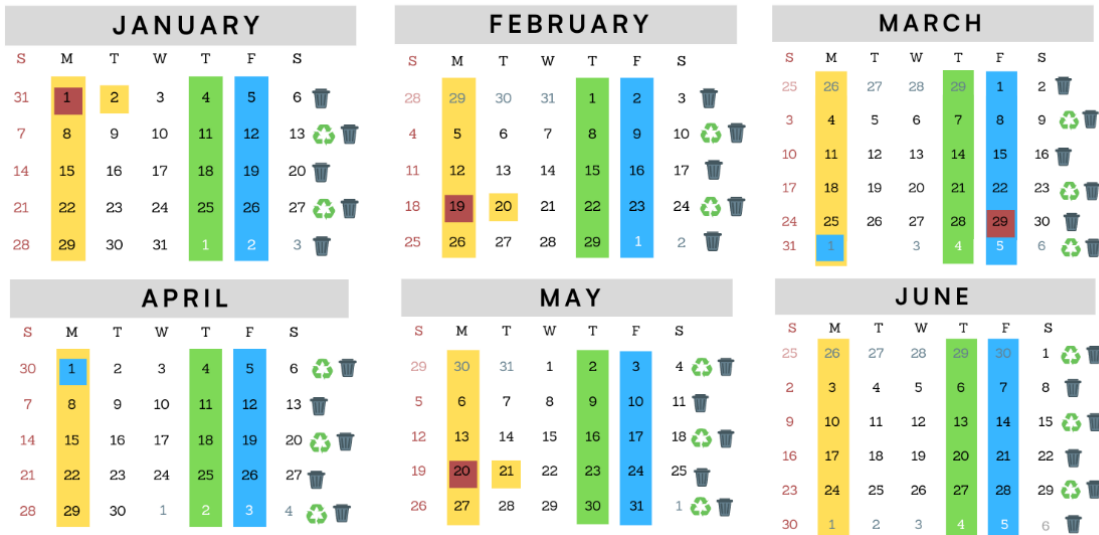 JANUARY
S M T W T F S
31 1 2 3 4 5 6
7 8 9 10 11 12 13
14 15 16 17 18 19 20
21 22 23 24 25 26 27
28 29 30 31 1 2 3
FEBRUARY
S M T W T F S
28 29 30 31 1 2 3
4 5 6 7 8 9 10
11 12 13 14 15 16 17
18 19 20 21 22 23 24
25 26 27 28 29 1 2
MARCH
S M T W T F S
25 26 27 28 29 1 2
3 4 5 6 7 8 9
10 11 12 13 14 15 16
17 18 19 20 21 22 23
24 25 26 27 28 29 30
31 1 3 4 5 6
APRIL
S M T W T F S
30 1 2 3 4 5 6
7 8 9 10 11 12 13
14 15 16 17 18 19 20
21 22 23 24 25 26 27
28 29 30 1 2 3 4
MAY
S M T W T F S
29 30 31 1 2 3 4
5 6 7 8 9 10 11
12 13 14 15 16 17 18
19 20 21 22 23 24 25
26 27 28 29 30 31 1
JUNE
S M T W T F S
25 26 27 28 29 30 1
2 3 4 5 6 7 8
9 10 11 12 13 14 15
16 17 18 19 20 21 22
23 24 25 26 27 28 29
30 1 2 3 4 5 6